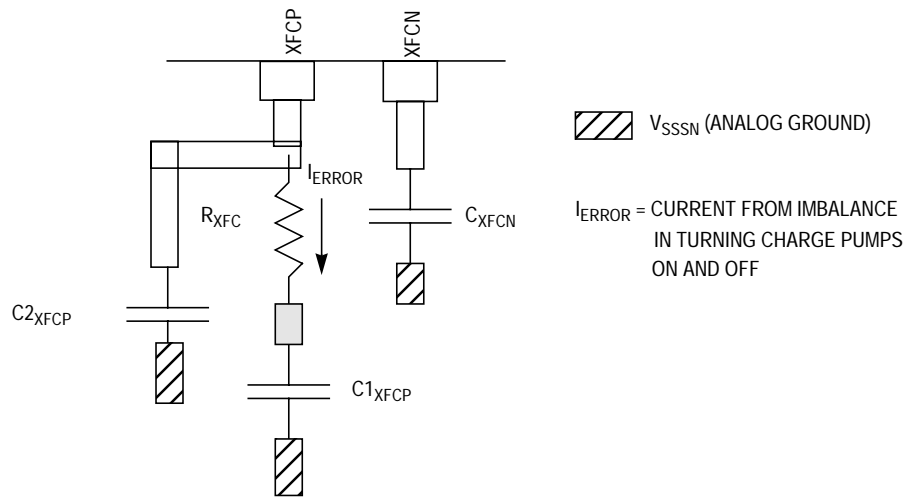 XFCP
XFCN
VSSSN (ANALOG GROUND)
IERROR
RXFC
CXFCN
IERROR = CURRENT FROM IMBALANCE
IN TURNING CHARGE PUMPS
ON AND OFF
C2XFCP
C1XFCP